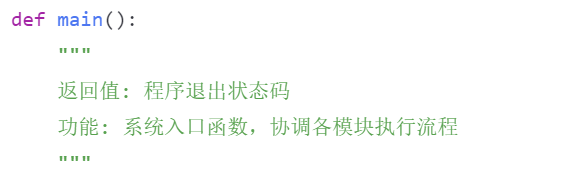 def main():
    """
    返回值: 程序退出状态码
    功能: 系统入口函数，协调各模块执行流程
    """